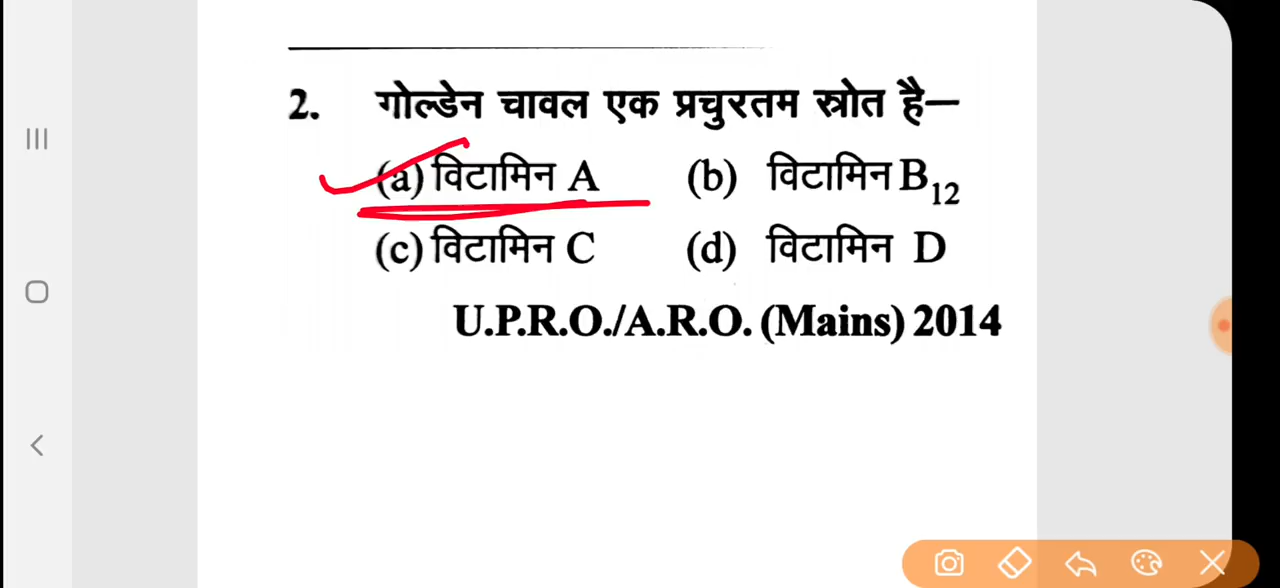 2. गोल्डेन चावल एक प्रचुरतम स्रोत है—
(a) विटामिन A (b) विटामिन B₁₂
(c) विटामिन C (d) विटामिन D
U.P.R.O./A.R.O. (Mains) 2014